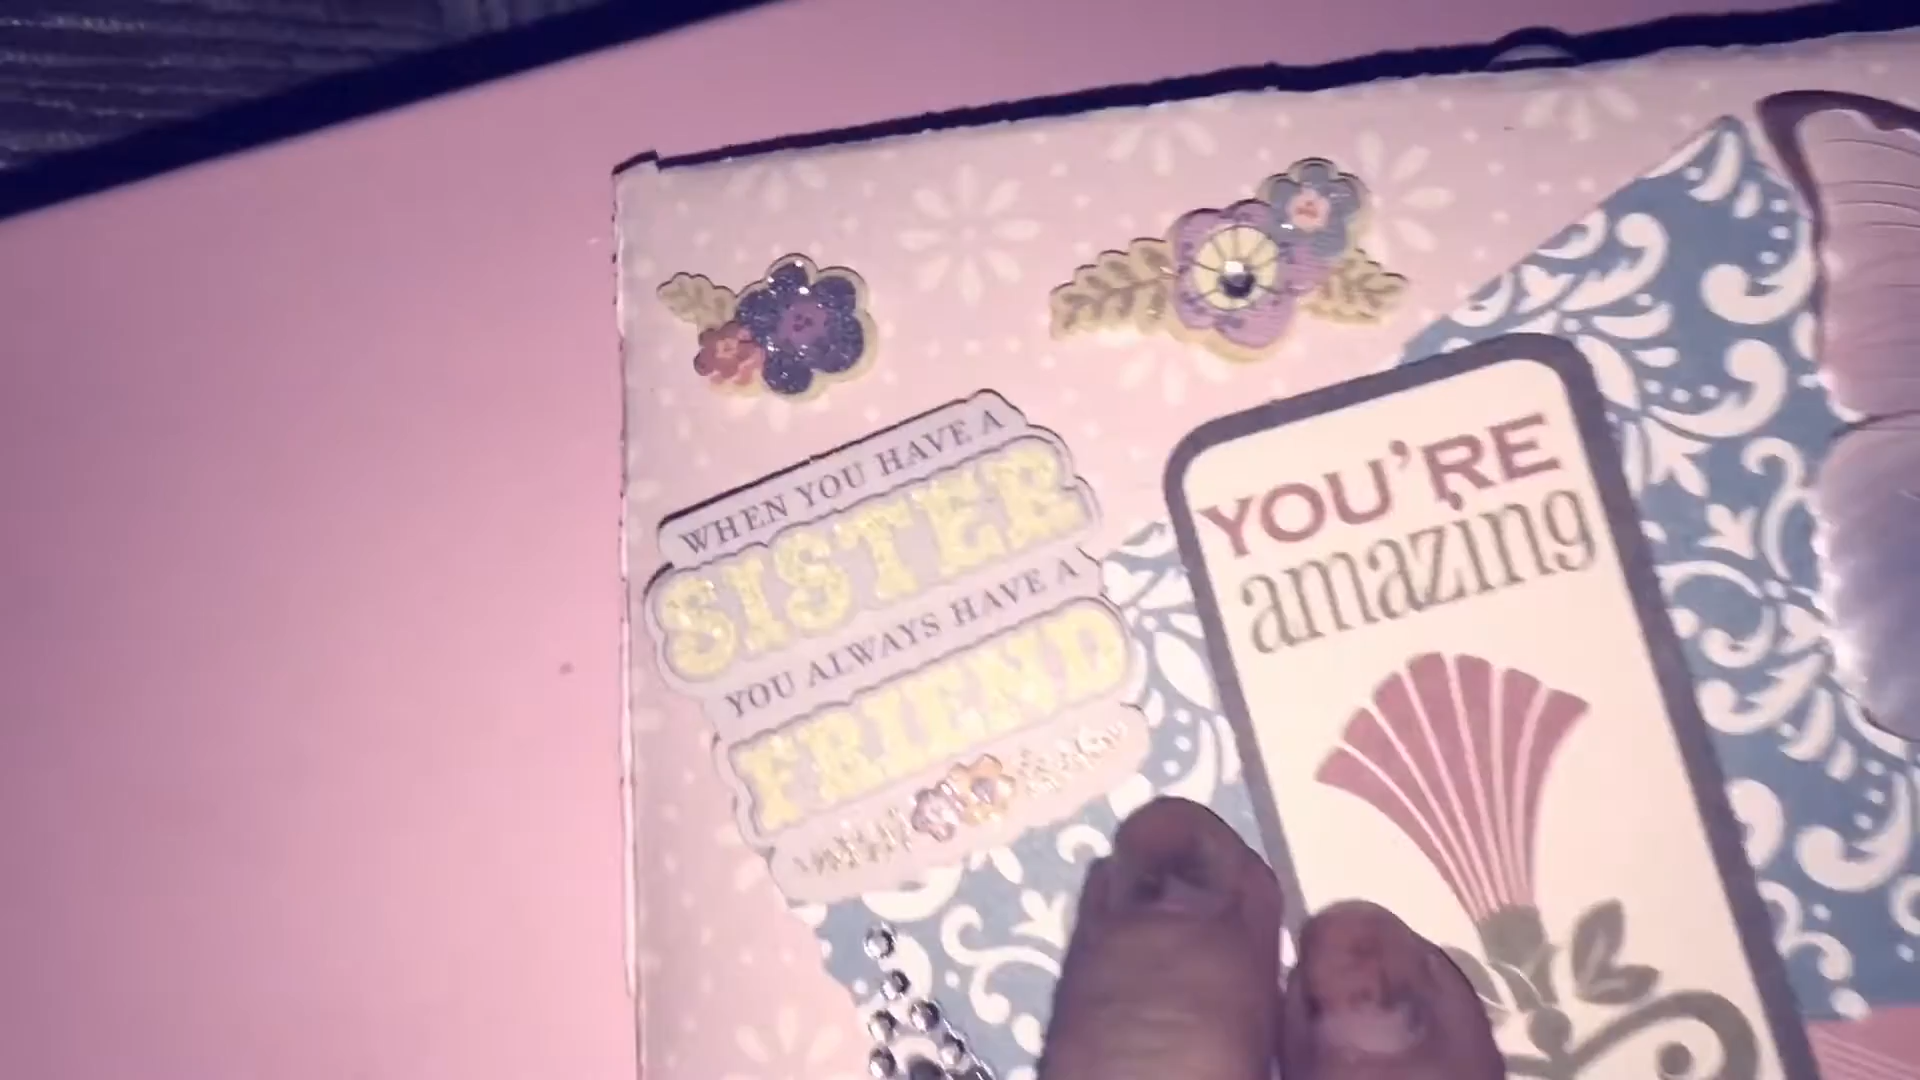 WHEN YOU HAVE A
SISTER
YOU ALWAYS HAVE A
FRIEND
YOU'RE
amazing